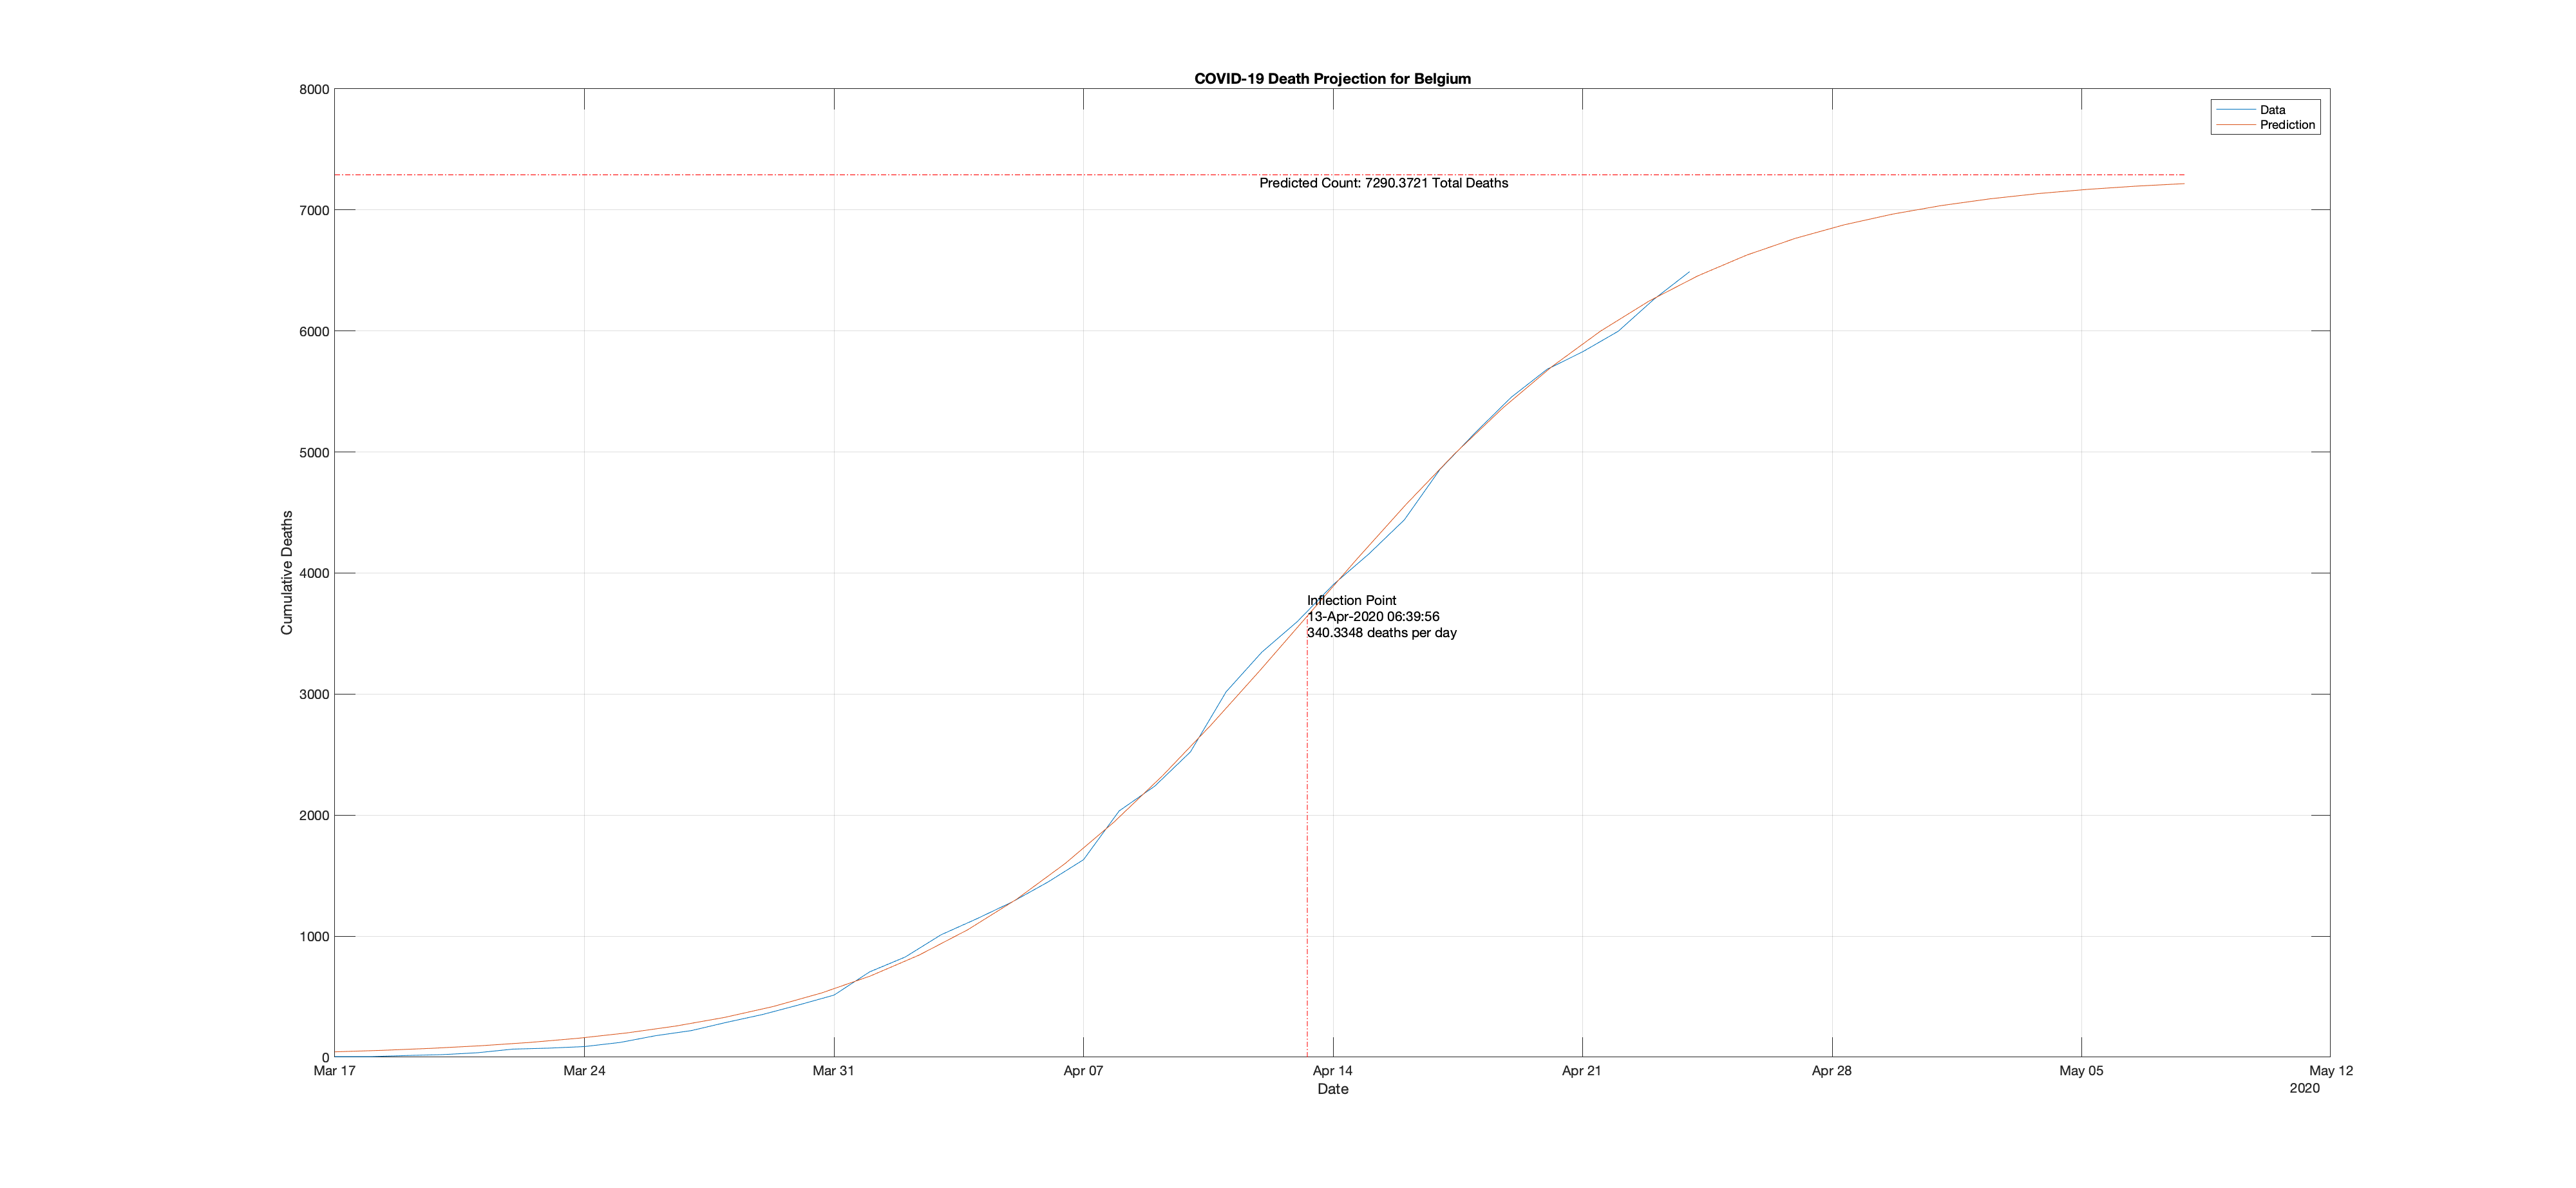 COVID-19 Death Projection for Belgium
8000
7000
6000
5000
4000
3000
2000
1000
0
Cumulative Deaths
Data
Prediction
Predicted Count: 7290.3721 Total Deaths
Inflection Point
13-Apr-2020 06:39:56
340.3348 deaths per day
Mar 17 Mar 24 Mar 31 Apr 07 Apr 14 Apr 21 Apr 28 May 05 May 12
Date
2020